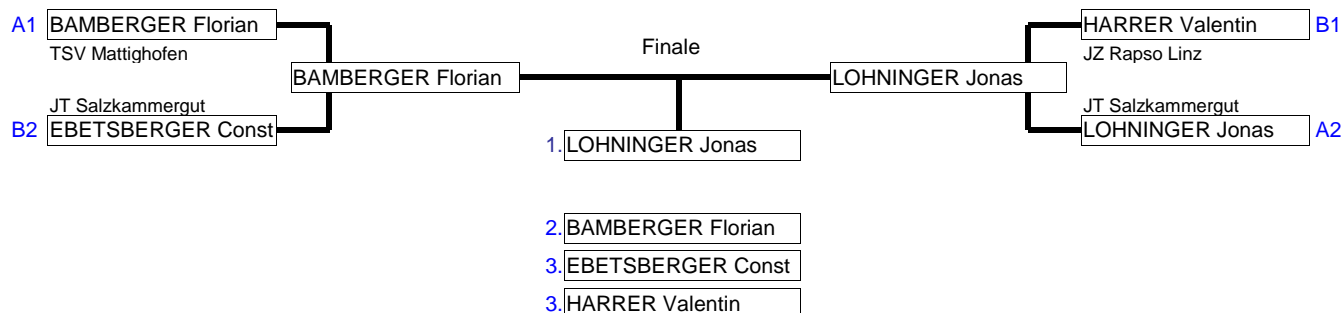 A1 BAMBERGER Florian
TSV Mattighofen
JT Salzkammergut
B2 EBETSBERGER Const
BAMBERGER Florian
Finale
LOHNINGER Jonas
HARRER Valentin B1
JZ Rapso Linz
JT Salzkammergut
LOHNINGER Jonas A2
1. LOHNINGER Jonas
2. BAMBERGER Florian
3. EBETSBERGER Const
3. HARRER Valentin